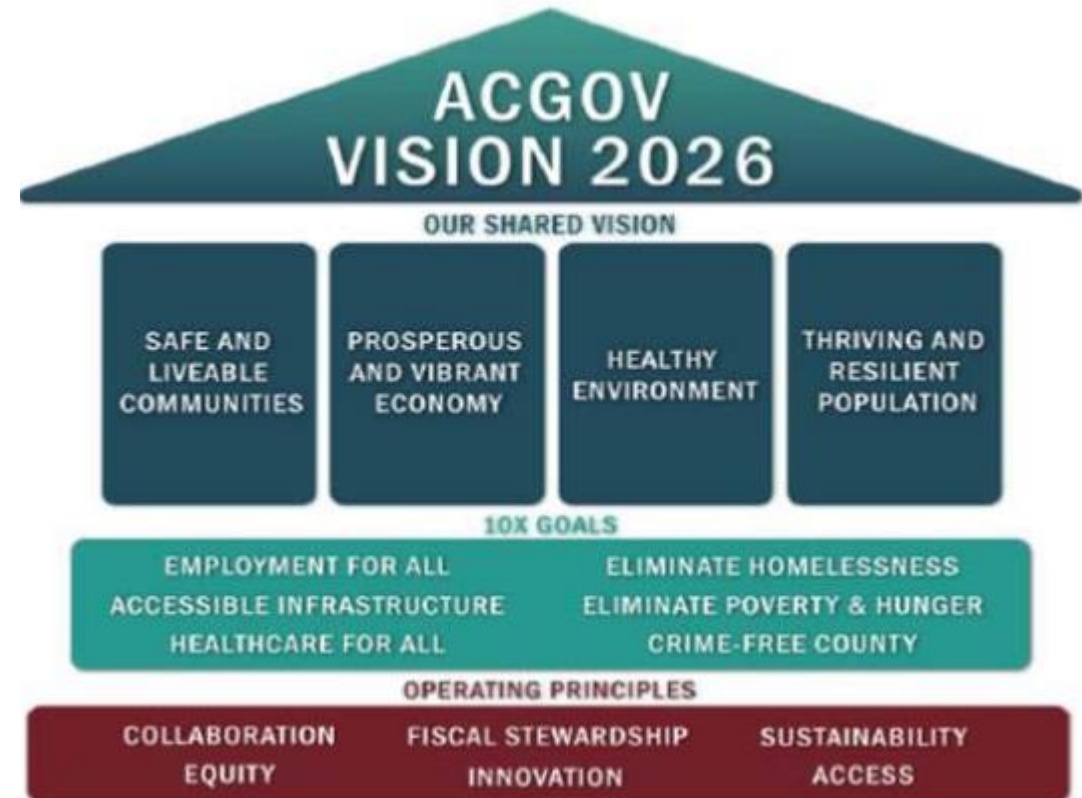 ACGOV
VISION 2026
OUR SHARED VISION
SAFE AND
LIVEABLE
COMMUNITIES
PROSPEROUS
AND VIBRANT
ECONOMY
HEALTHY
ENVIRONMENT
THRIVING AND
RESILIENT
POPULATION
10X GOALS
EMPLOYMENT FOR ALL
ACCESSIBLE INFRASTRUCTURE
HEALTHCARE FOR ALL
ELIMINATE HOMELESSNESS
ELIMINATE POVERTY & HUNGER
CRIME-FREE COUNTY
OPERATING PRINCIPLES
COLLABORATION
EQUITY
FISCAL STEWARDSHIP
INNOVATION
SUSTAINABILITY
ACCESS